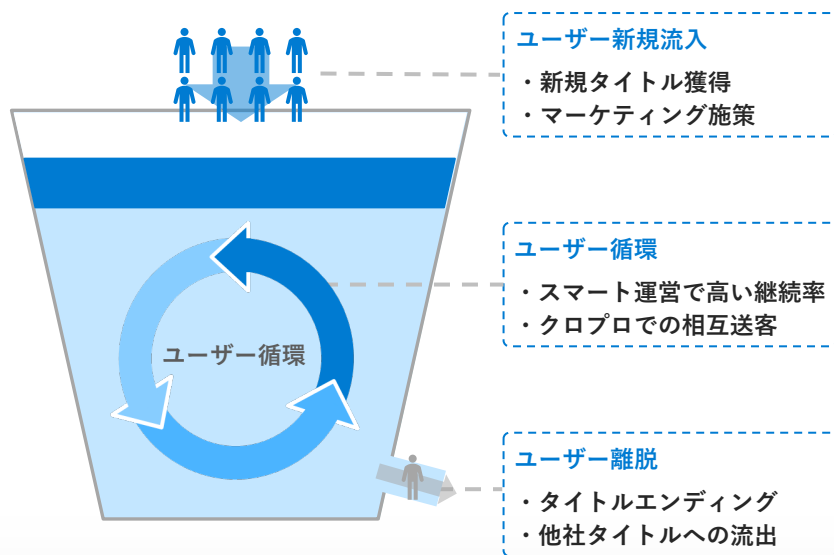 ユーザー新規流入
・新規タイトル獲得
・マーケティング施策
ユーザー循環
・スマート運営で高い継続率
・クロプロでの相互送客
ユーザー循環
ユーザー離脱
・タイトルエンディング
・他社タイトルへの流出